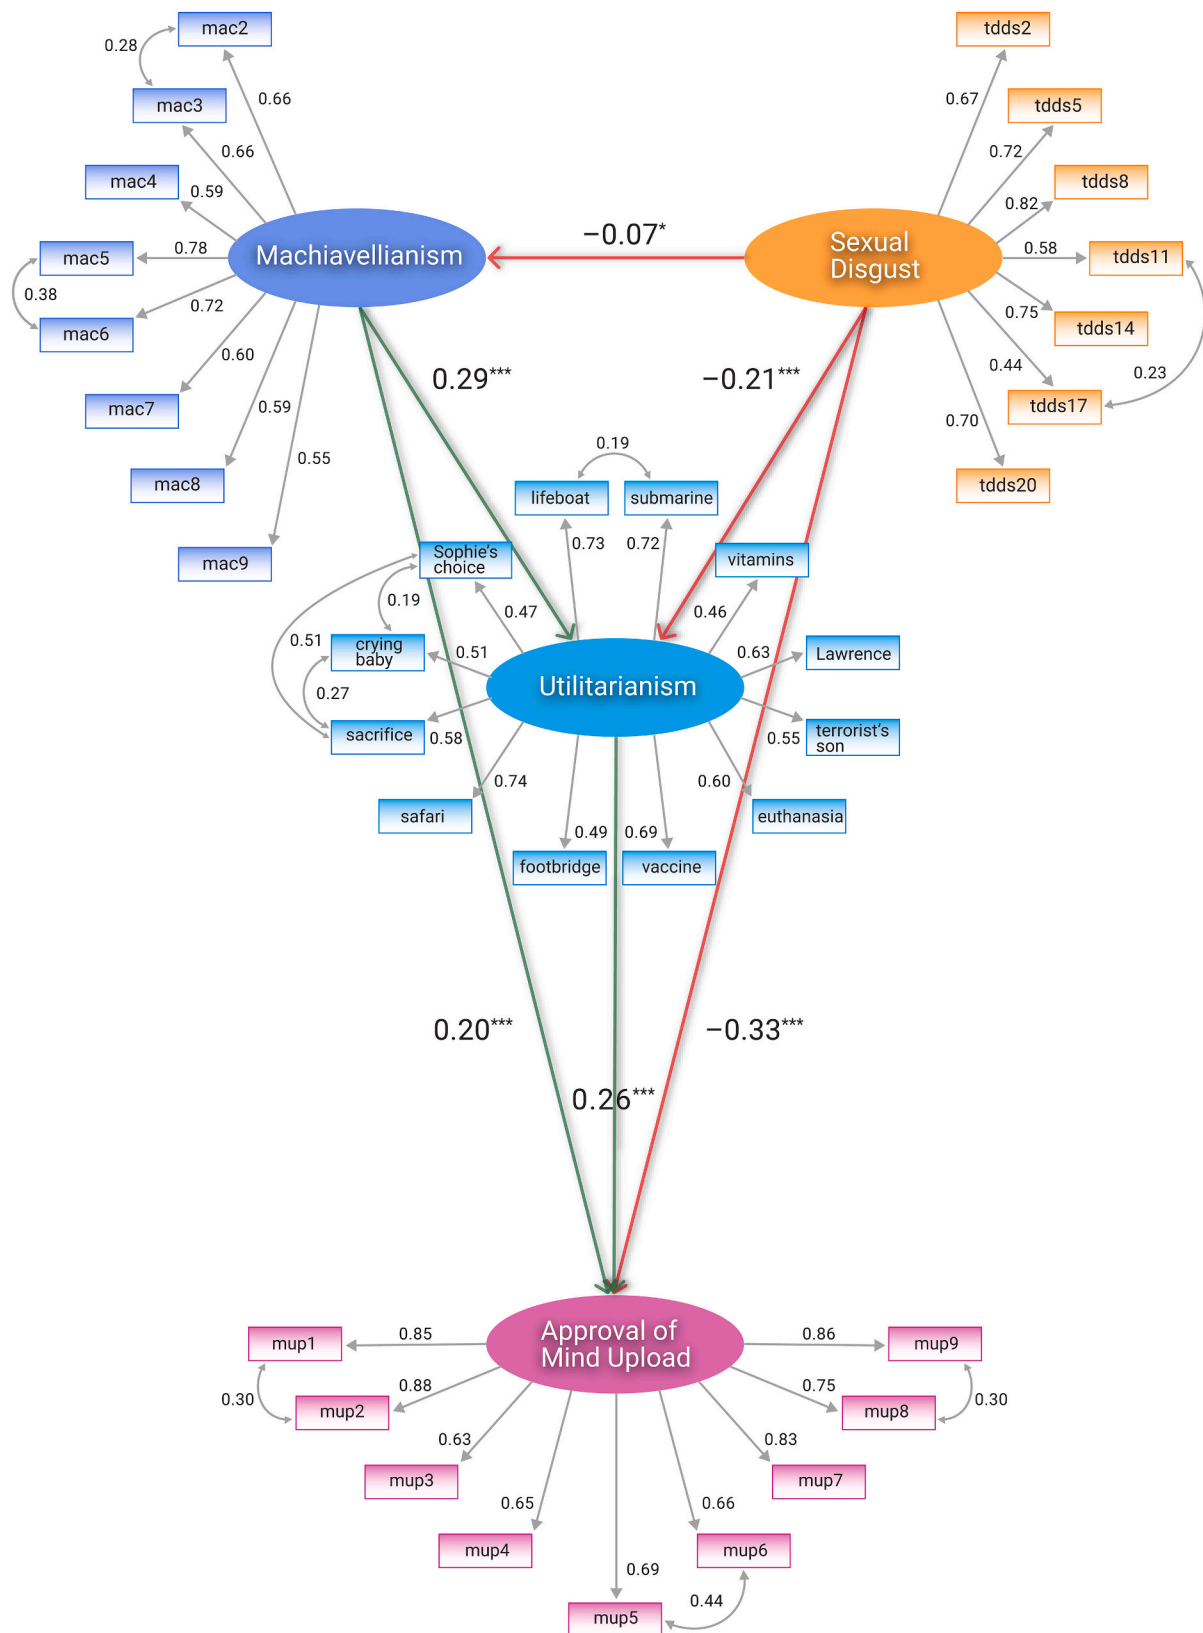 mac2
tdds2
0.28
0.66
0.67
mac3
tdds5
0.66
0.72
mac4
0.59
tdds8
0.82
−0.07*
Machiavellianism
Sexual
Disgust
mac5
0.78
0.58
tdds11
0.38
0.72
0.75
mac6
tdds14
0.60
0.44
0.23
0.29***
−0.21***
mac7
0.59
tdds17
0.70
0.55
0.19
mac8
lifeboat
submarine
tdds20
0.73
0.72
mac9
Sophie's
choice
vitamins
0.19
0.47
0.46
0.51
crying
baby
0.51
0.63
Lawrence
0.27
Utilitarianism
sacrifice
0.58
0.55
terrorist's
son
0.74
0.60
safari
euthanasia
0.49
0.69
footbridge
vaccine
0.20***
−0.33***
0.26***
Approval of
Mind Upload
mup1
0.85
0.86
mup9
0.30
0.88
0.75
0.30
mup2
mup8
0.63
0.83
mup3
mup7
0.65
0.66
mup4
mup6
0.69
0.44
mup5